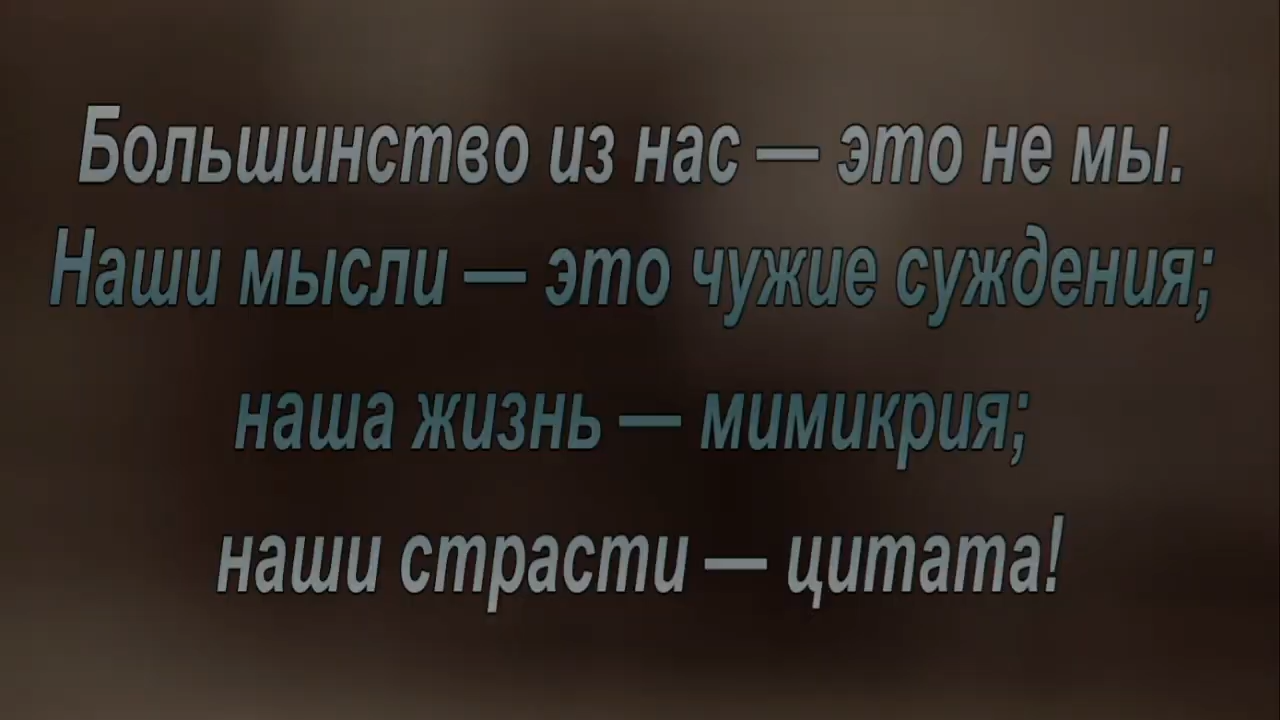 Большинство из нас — это не мы.
Наши мысли — это чужие суждения;
наша жизнь — мимикрия;
наши страсти — цитата!